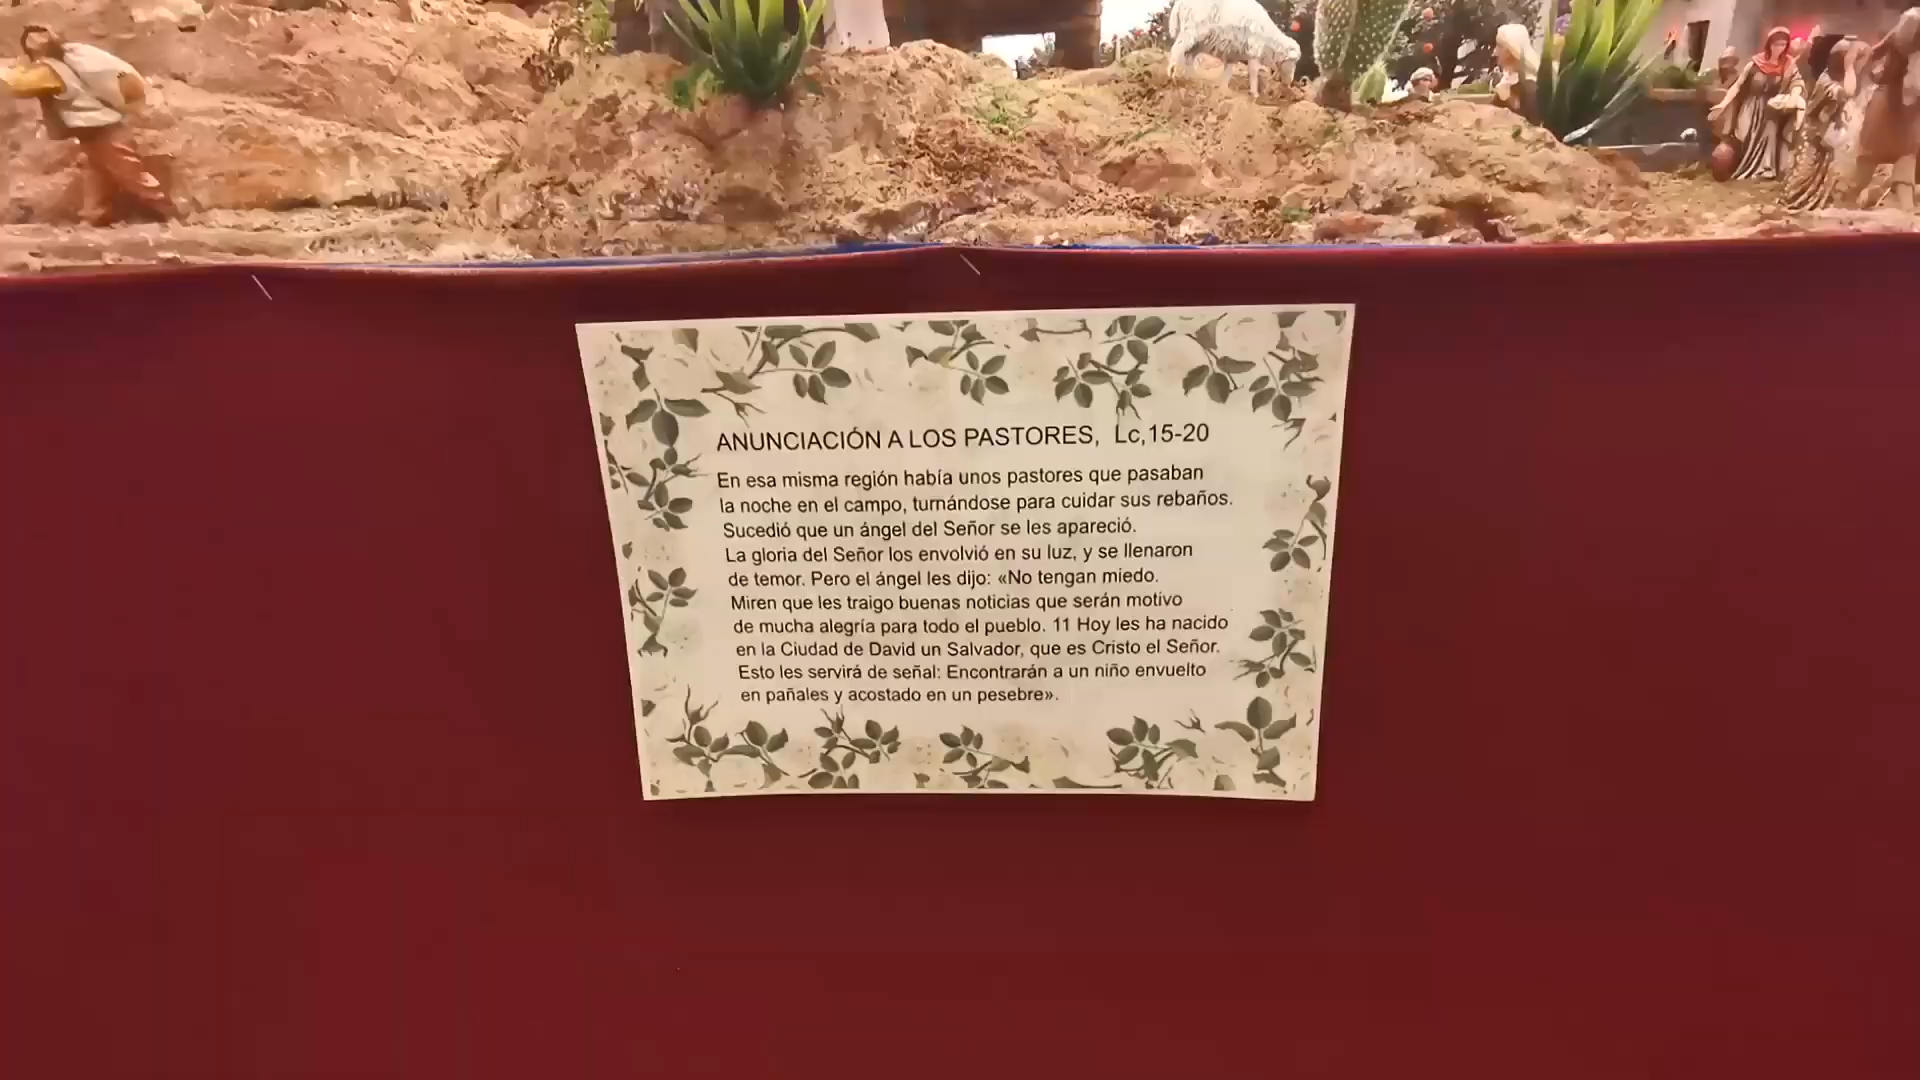 ANUNCIACIÓN A LOS PASTORES, Lc,15-20
En esa misma región había unos pastores que pasaban
la noche en el campo, turnándose para cuidar sus rebaños.
Sucedió que un ángel del Señor se les apareció.
La gloria del Señor los envolvió en su luz, y se llenaron
de temor. Pero el ángel les dijo: «No tengan miedo.
Miren que les traigo buenas noticias que serán motivo
de mucha alegría para todo el pueblo. 11 Hoy les ha nacido
en la Ciudad de David un Salvador, que es Cristo el Señor.
Esto les servirá de señal: Encontrarán a un niño envuelto
en pañales y acostado en un pesebre».